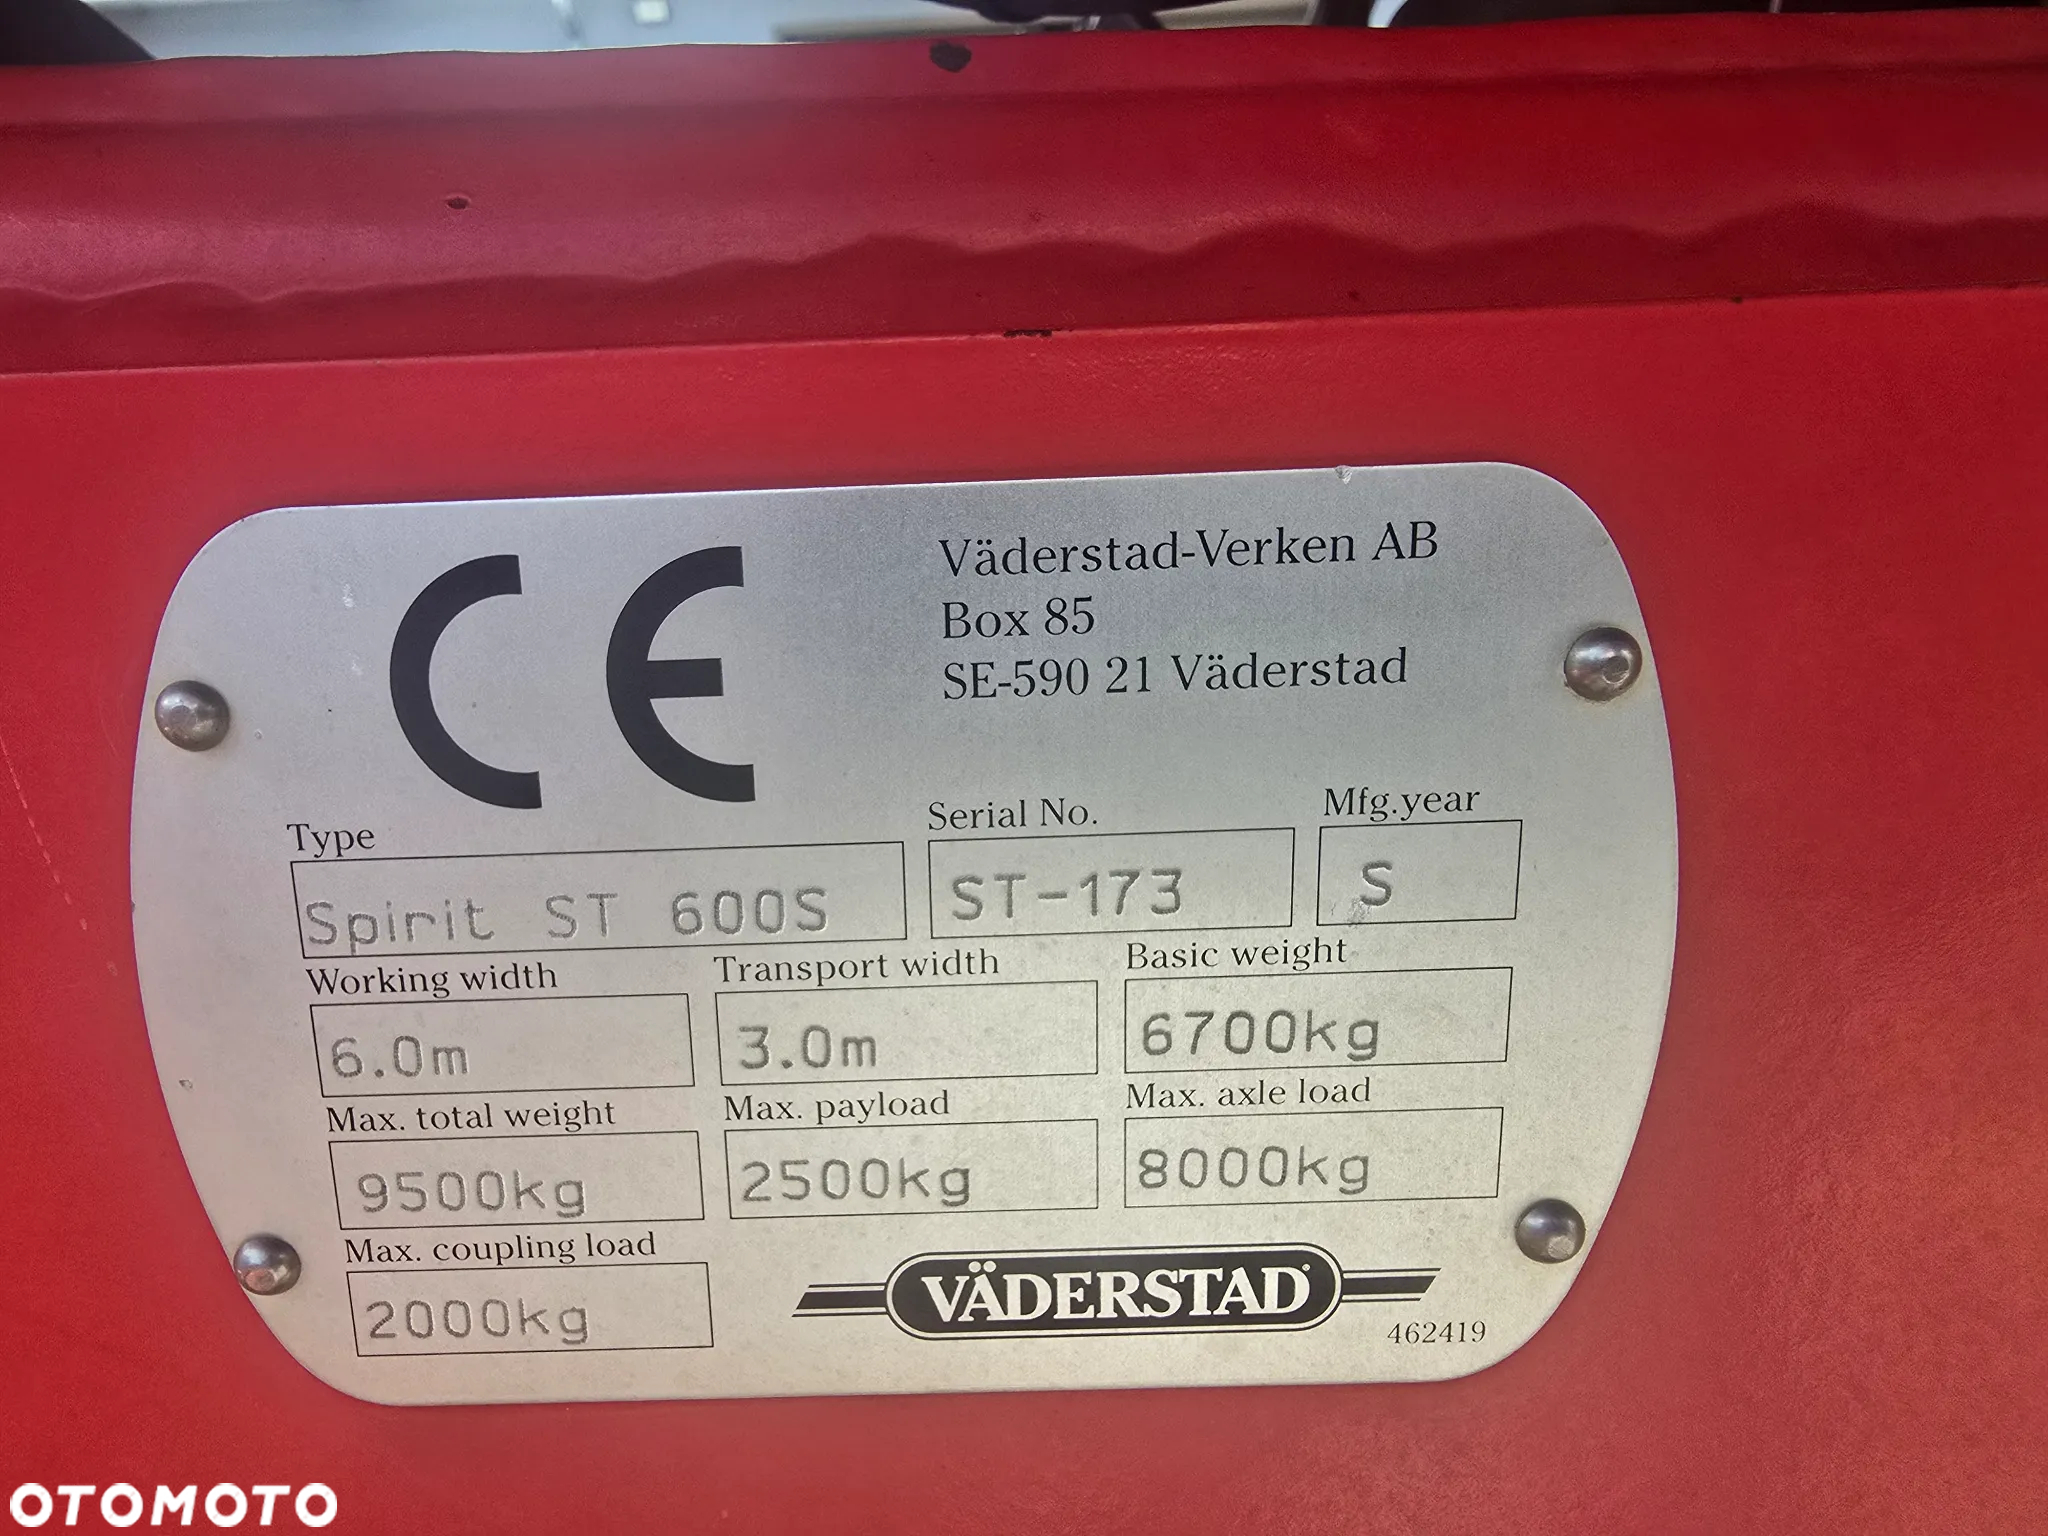 CE
Väderstad-Verken AB
Box 85
SE-590 21 Väderstad
Type Serial No. Mfg.year
Spirit ST 600S ST-173 S
Working width Transport width Basic weight
6.0m 3.0m 6700kg
Max. total weight Max. payload Max. axle load
9500kg 2500kg 8000kg
Max. coupling load
2000kg
VÄDERSTAD
462419
OTOMOTO